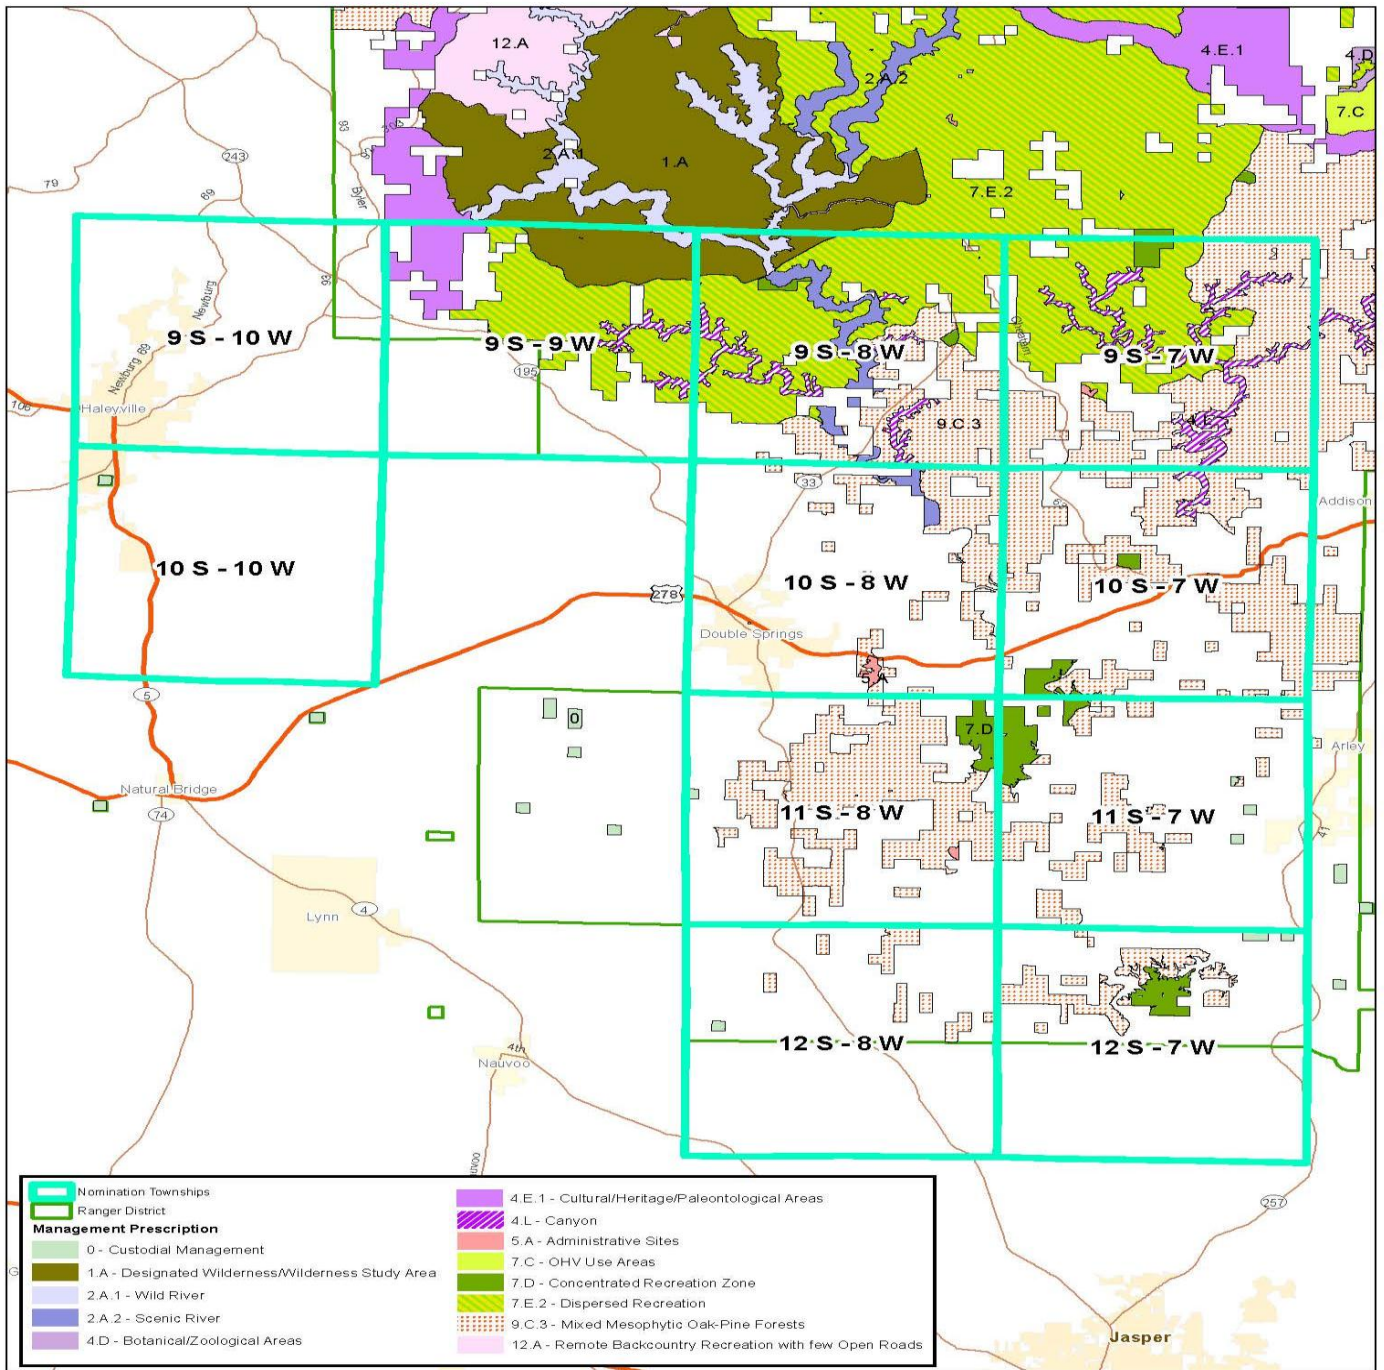 12.A
4.E.1
4.D
2.A.2
7.C
93
243
2.A.1
1.A
79
69
Byler
7.E.2
93
Newburg
9 S - 10 W
9 S - 9 W
9 S - 8 W
9 S - 7 W
Newburg 69
195
Haleyville
9.C.3
4.L
33
Addison
10 S - 10 W
10 S - 8 W
10 S - 7 W
278
Double Springs
5.A
5
0
7.D
Arley
Natural Bridge
74
11 S - 8 W
11 S - 7 W
41
Lynn
4
4th
Nauvoo
12 S - 8 W
12 S - 7 W
257
Jasper
Nomination Townships
Ranger District
Management Prescription
0 - Custodial Management
1.A - Designated Wilderness/Wilderness Study Area
2.A.1 - Wild River
2.A.2 - Scenic River
4.D - Botanical/Zoological Areas
4.E.1 - Cultural/Heritage/Paleontological Areas
4.L - Canyon
5.A - Administrative Sites
7.C - OHV Use Areas
7.D - Concentrated Recreation Zone
7.E.2 - Dispersed Recreation
9.C.3 - Mixed Mesophytic Oak-Pine Forests
12.A - Remote Backcountry Recreation with few Open Roads